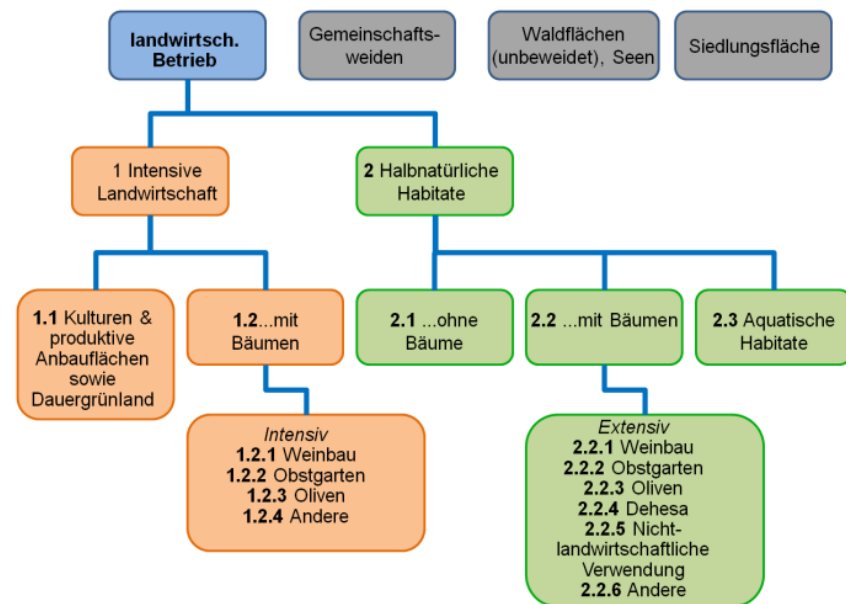 landwirtsch.
Betrieb
Gemeinschafts-
weiden
Waldflächen
(unbeweidet), Seen
Siedlungsfläche
1 Intensive
Landwirtschaft
2 Halbnatürliche
Habitate
1.1 Kulturen &
produktive
Anbauflächen
sowie
Dauergrünland
1.2...mit
Bäumen
2.1 ...ohne
Bäume
2.2 ...mit Bäumen
2.3 Aquatische
Habitate
Intensiv
1.2.1 Weinbau
1.2.2 Obstgarten
1.2.3 Oliven
1.2.4 Andere
Extensiv
2.2.1 Weinbau
2.2.2 Obstgarten
2.2.3 Oliven
2.2.4 Dehesa
2.2.5 Nicht-
landwirtschaftliche
Verwendung
2.2.6 Andere